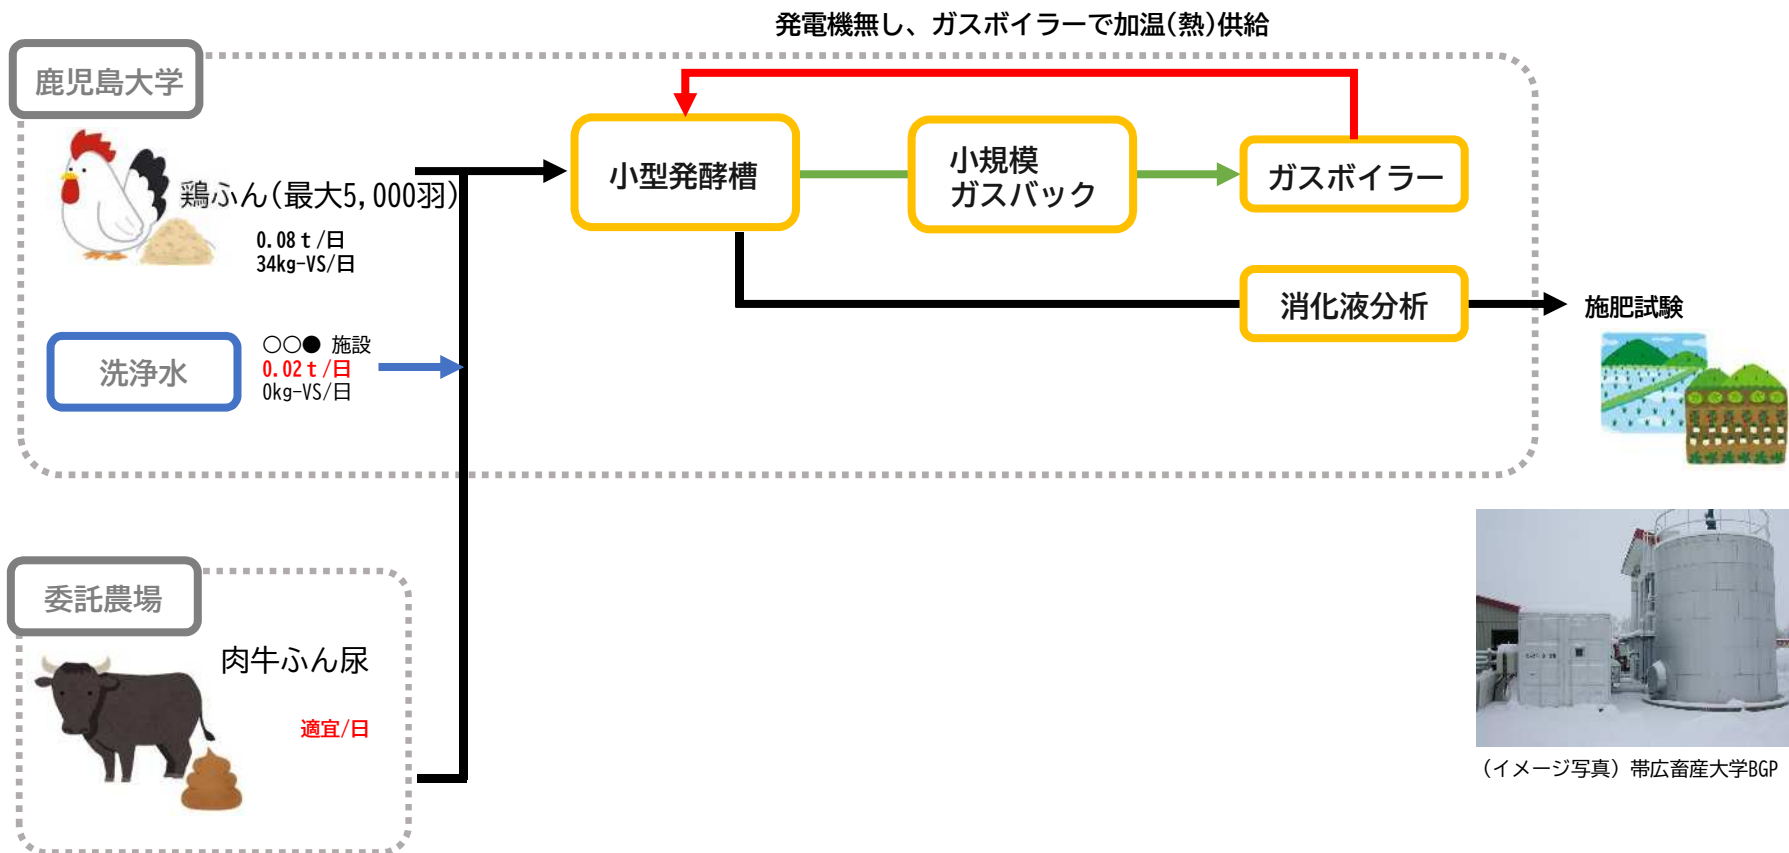 発電機無し、ガスボイラーで加温(熱)供給
鹿児島大学
鶏ふん(最大5,000羽)
0.08ｔ/日
34kg-VS/日
洗浄水
○○● 施設
0.02ｔ/日
0kg-VS/日
小型発酵槽
小規模
ガスバック
ガスボイラー
消化液分析
施肥試験
委託農場
肉牛ふん尿
適宜/日
(イメージ写真) 帯広畜産大学BGP